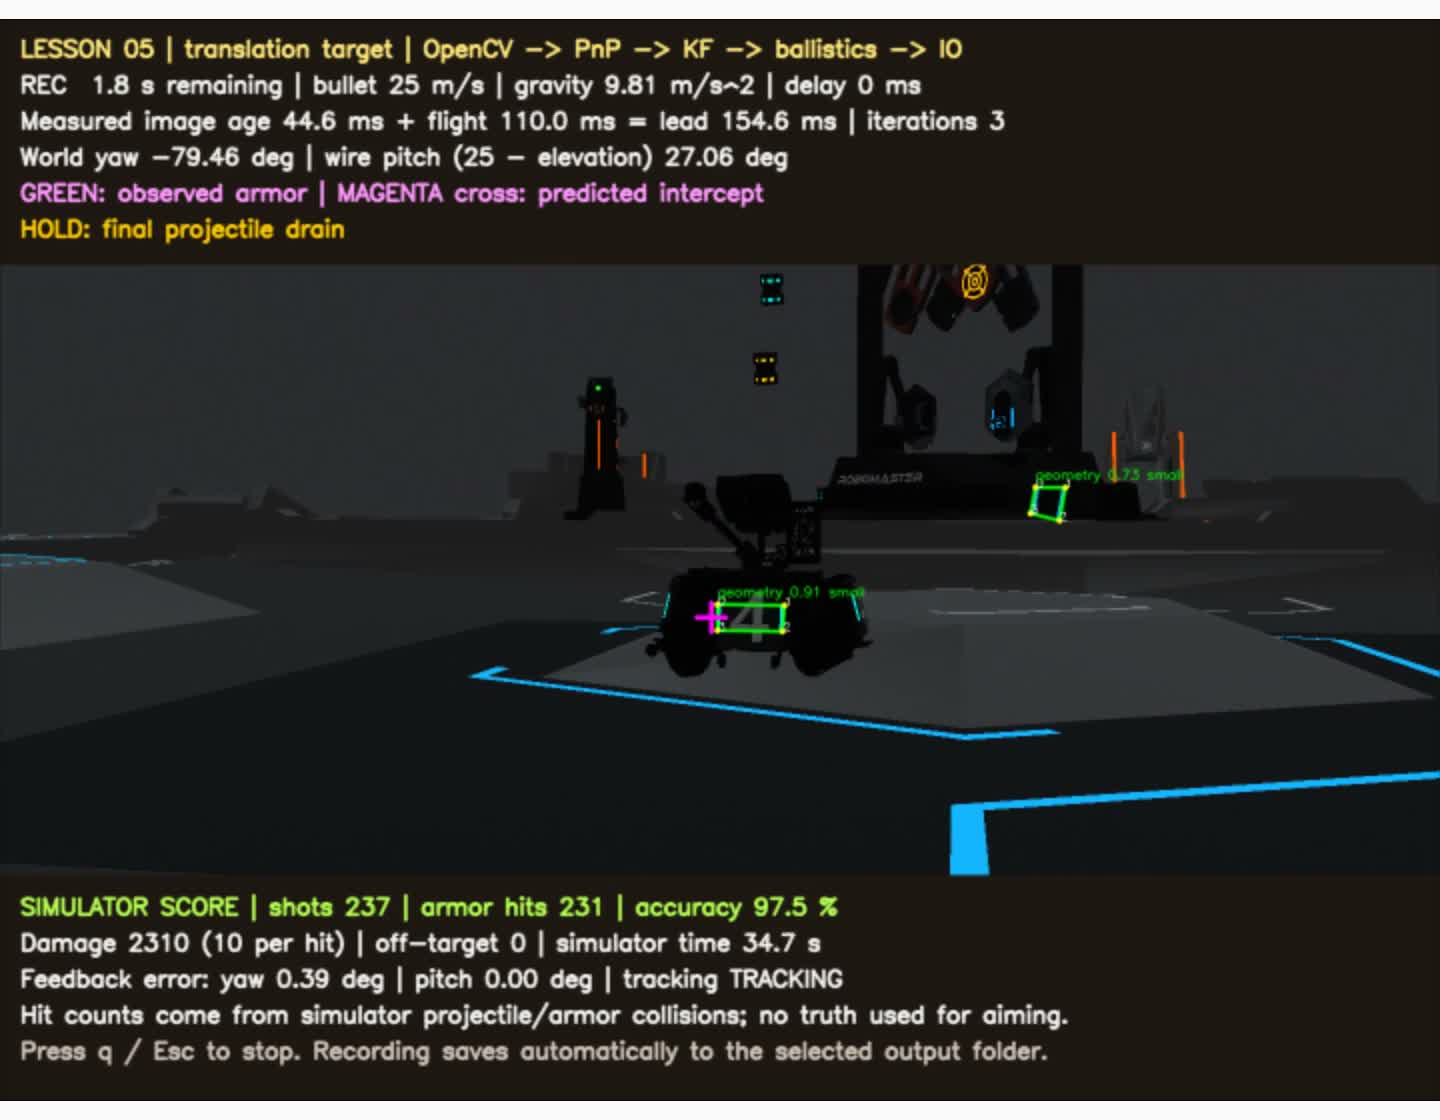 LESSON 05 | translation target | OpenCV -> PnP -> KF -> ballistics -> IO
REC 1.8 s remaining | bullet 25 m/s | gravity 9.81 m/s^2 | delay 0 ms
Measured image age 44.6 ms + flight 110.0 ms = lead 154.6 ms | iterations 3
World yaw -79.46 deg | wire pitch (25 - elevation) 27.06 deg
GREEN: observed armor | MAGENTA cross: predicted intercept
HOLD: final projectile drain
ROBOMASTER
geometry 0.73 small
geometry 0.91 small
4
SIMULATOR SCORE | shots 237 | armor hits 231 | accuracy 97.5 %
Damage 2310 (10 per hit) | off-target 0 | simulator time 34.7 s
Feedback error: yaw 0.39 deg | pitch 0.00 deg | tracking TRACKING
Hit counts come from simulator projectile/armor collisions; no truth used for aiming.
Press q / Esc to stop. Recording saves automatically to the selected output folder.